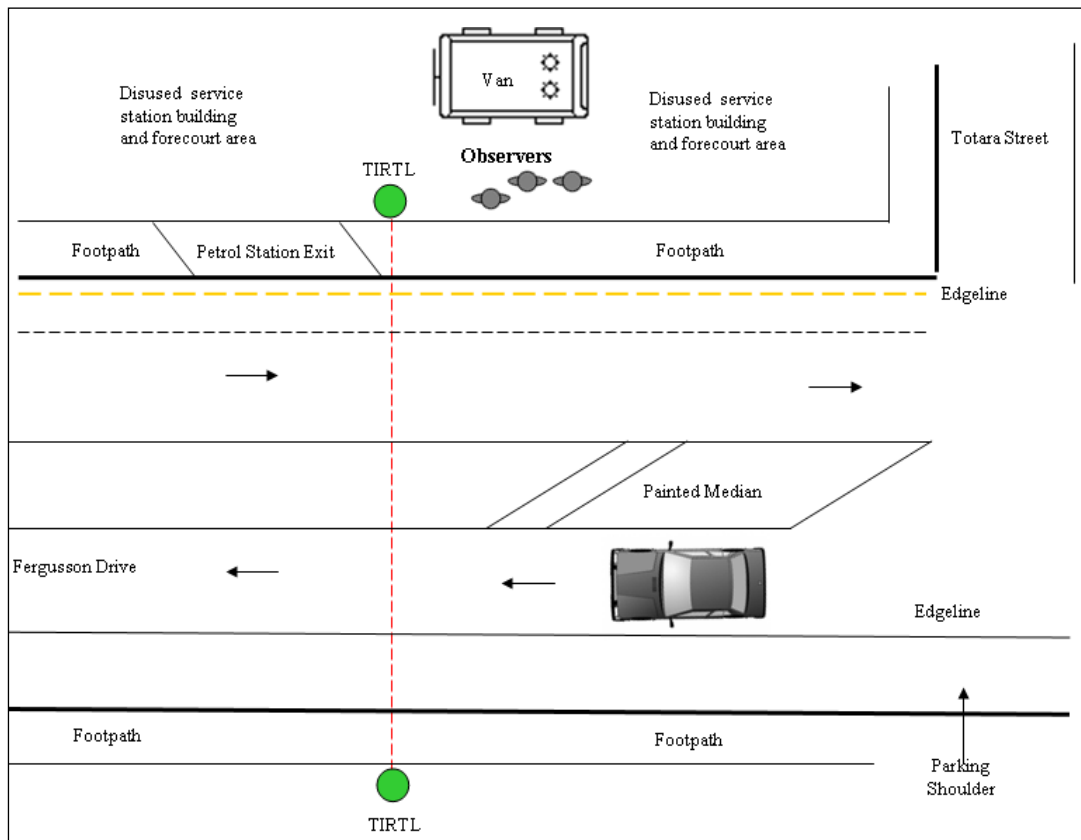 Van
Disused service
station building
and forecourt area
Disused service
station building
and forecourt area
Totara Street
Observers
TIRTL
Footpath
Petrol Station Exit
Footpath
Edgeline
Painted Median
Fergusson Drive
Edgeline
Footpath
Footpath
Parking
Shoulder
TIRTL